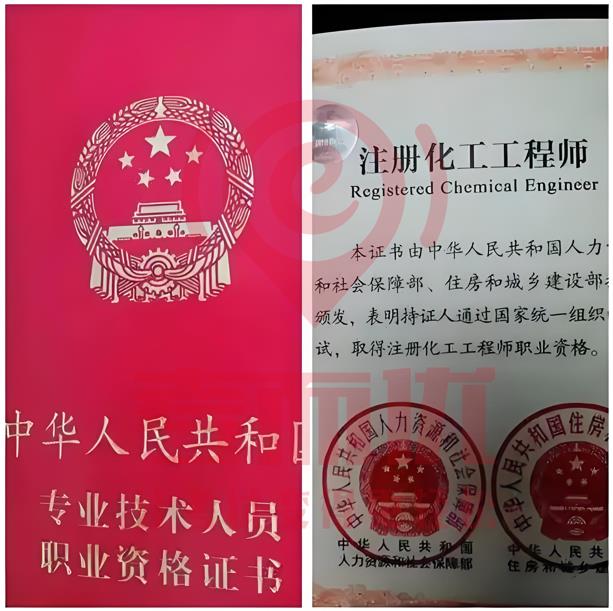 中华人民共和
专业技术人员
职业资格证书
注册化工工程师
Registered Chemical Engineer
本证书由中华人民共和国人力
和社会保障部、住房和城乡建设部
颁发，表明持证人通过国家统一组织
试，取得注册化工工程师职业资格。
中华人民共和国人力资源和社会保障部
中华人民共和国住房
中华人民共和国
人力资源和社会保障部
中华人民共和
住房和城乡建